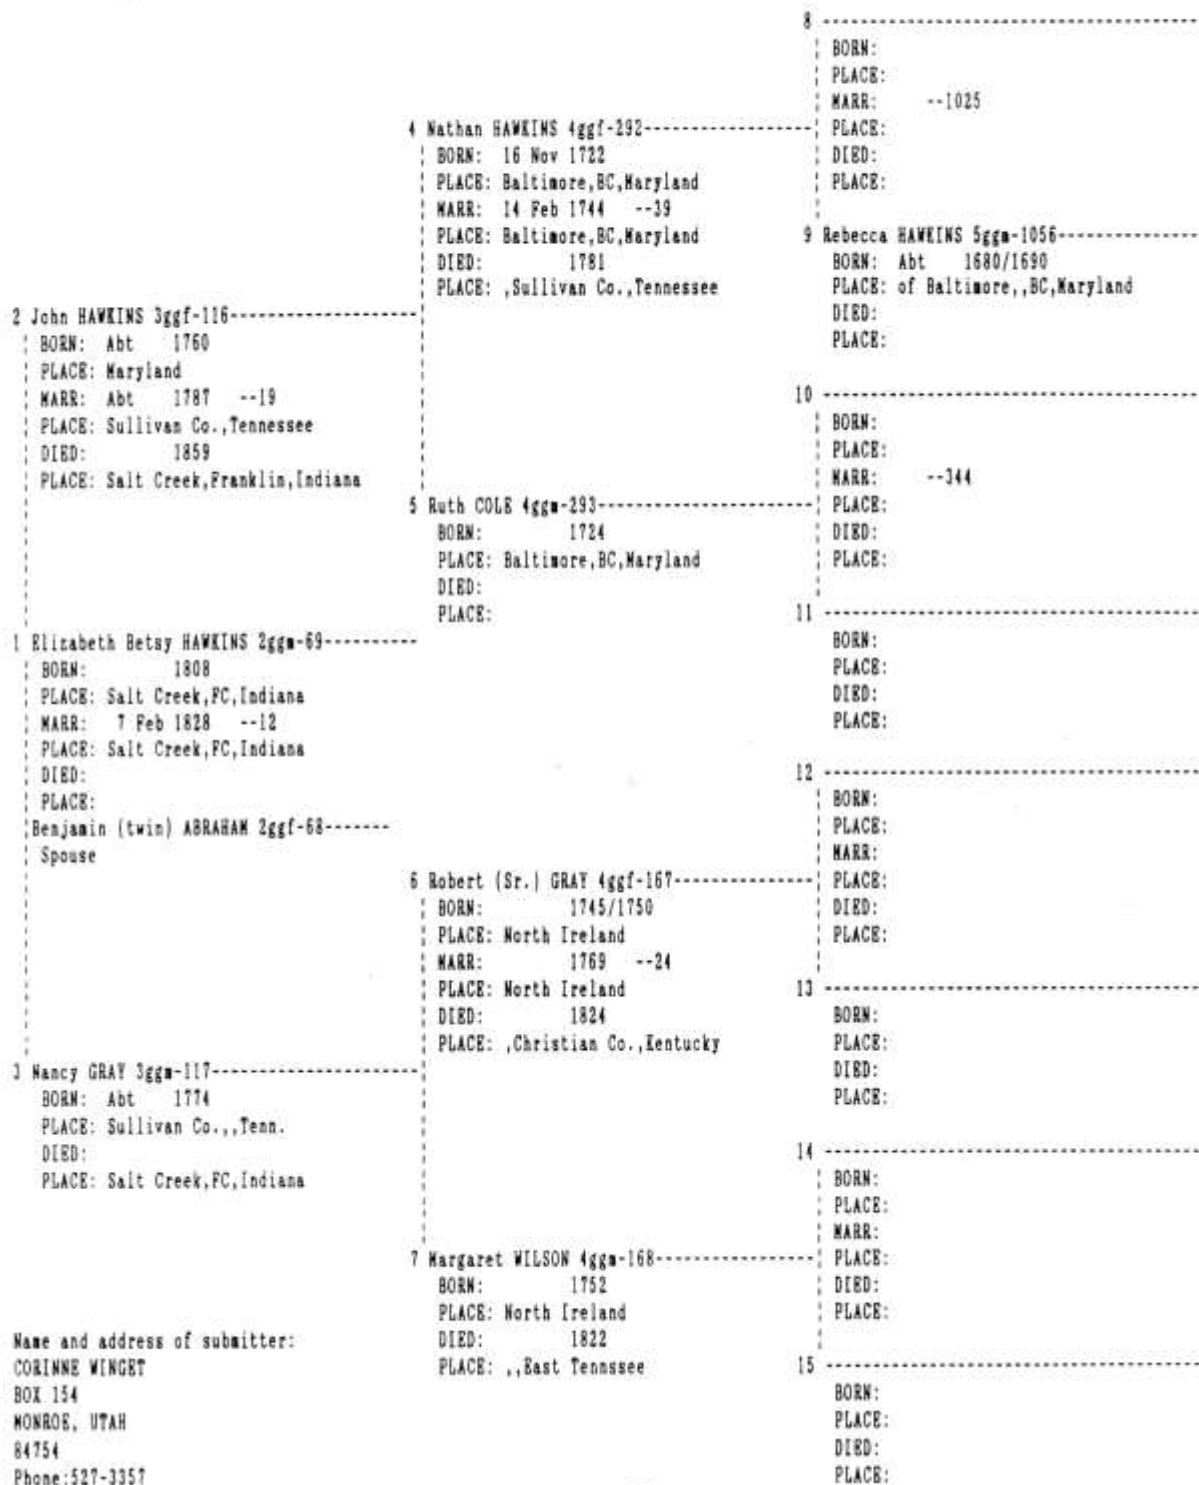 2 John HAWKINS 3ggf-116
BORN: Abt 1760
PLACE: Maryland
MARR: Abt 1787 --19
PLACE: Sullivan Co.,Tennessee
DIED: 1859
PLACE: Salt Creek,Franklin,Indiana
1 Elizabeth Betsy HAWKINS 2ggm-69
BORN: 1808
PLACE: Salt Creek,FC,Indiana
MARR: 7 Feb 1828 --12
PLACE: Salt Creek,FC,Indiana
DIED:
PLACE:
Benjamin (twin) ABRAHAM 2ggf-68
Spouse
3 Nancy GRAY 3ggm-117
BORN: Abt 1774
PLACE: Sullivan Co.,,Tenn.
DIED:
PLACE: Salt Creek,FC,Indiana
Name and address of submitter:
CORINNE WINGET
BOX 154
MONROE, UTAH
84754
Phone:527-3357
4 Nathan HAWKINS 4ggf-292
BORN: 16 Nov 1722
PLACE: Baltimore,BC,Maryland
MARR: 14 Feb 1744 --39
PLACE: Baltimore,BC,Maryland
DIED: 1781
PLACE: ,Sullivan Co.,Tennessee
5 Ruth COLE 4ggm-293
BORN: 1724
PLACE: Baltimore,BC,Maryland
DIED:
PLACE:
6 Robert (Sr.) GRAY 4ggf-167
BORN: 1745/1750
PLACE: North Ireland
MARR: 1769 --24
PLACE: North Ireland
DIED: 1824
PLACE: ,Christian Co.,Kentucky
7 Margaret WILSON 4ggm-168
BORN: 1752
PLACE: North Ireland
DIED: 1822
PLACE: ,,East Tennssee
8
BORN:
PLACE:
MARR: --1025
PLACE:
DIED:
PLACE:
9 Rebecca HAWKINS 5ggm-1056
BORN: Abt 1680/1690
PLACE: of Baltimore,,BC,Maryland
DIED:
PLACE:
10
BORN:
PLACE:
MARR: --344
PLACE:
DIED:
PLACE:
11
BORN:
PLACE:
DIED:
PLACE:
12
BORN:
PLACE:
MARR:
PLACE:
DIED:
PLACE:
13
BORN:
PLACE:
DIED:
PLACE:
14
BORN:
PLACE:
MARR:
PLACE:
DIED:
PLACE:
15
BORN:
PLACE:
DIED:
PLACE: